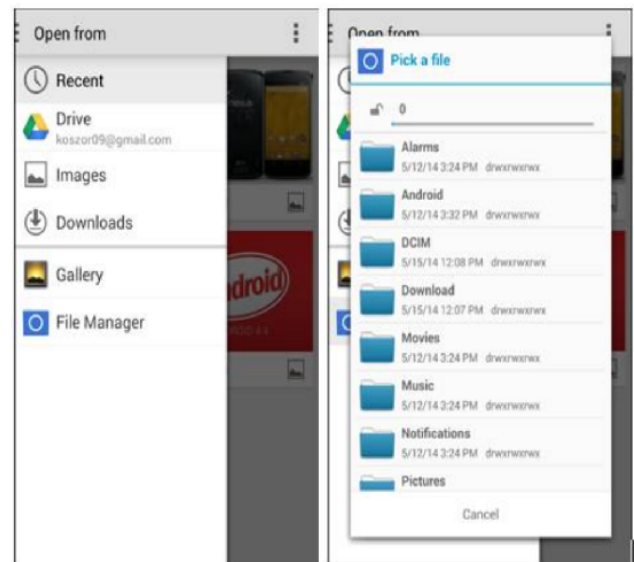 Open from
Recent
Drive
koszor09@gmail.com
Images
Downloads
Gallery
File Manager
android
Open from
Pick a file
0
Alarms
5/12/14 3:24 PM drwxrwxrwx
Android
5/12/14 3:32 PM drwxrwxrwx
DCIM
5/15/14 12:08 PM drwxrwxrwx
Download
5/15/14 12:07 PM drwxrwxrwx
Movies
5/12/14 3:24 PM drwxrwxrwx
Music
5/12/14 3:24 PM drwxrwxrwx
Notifications
5/12/14 3:24 PM drwxrwxrwx
Pictures
Cancel